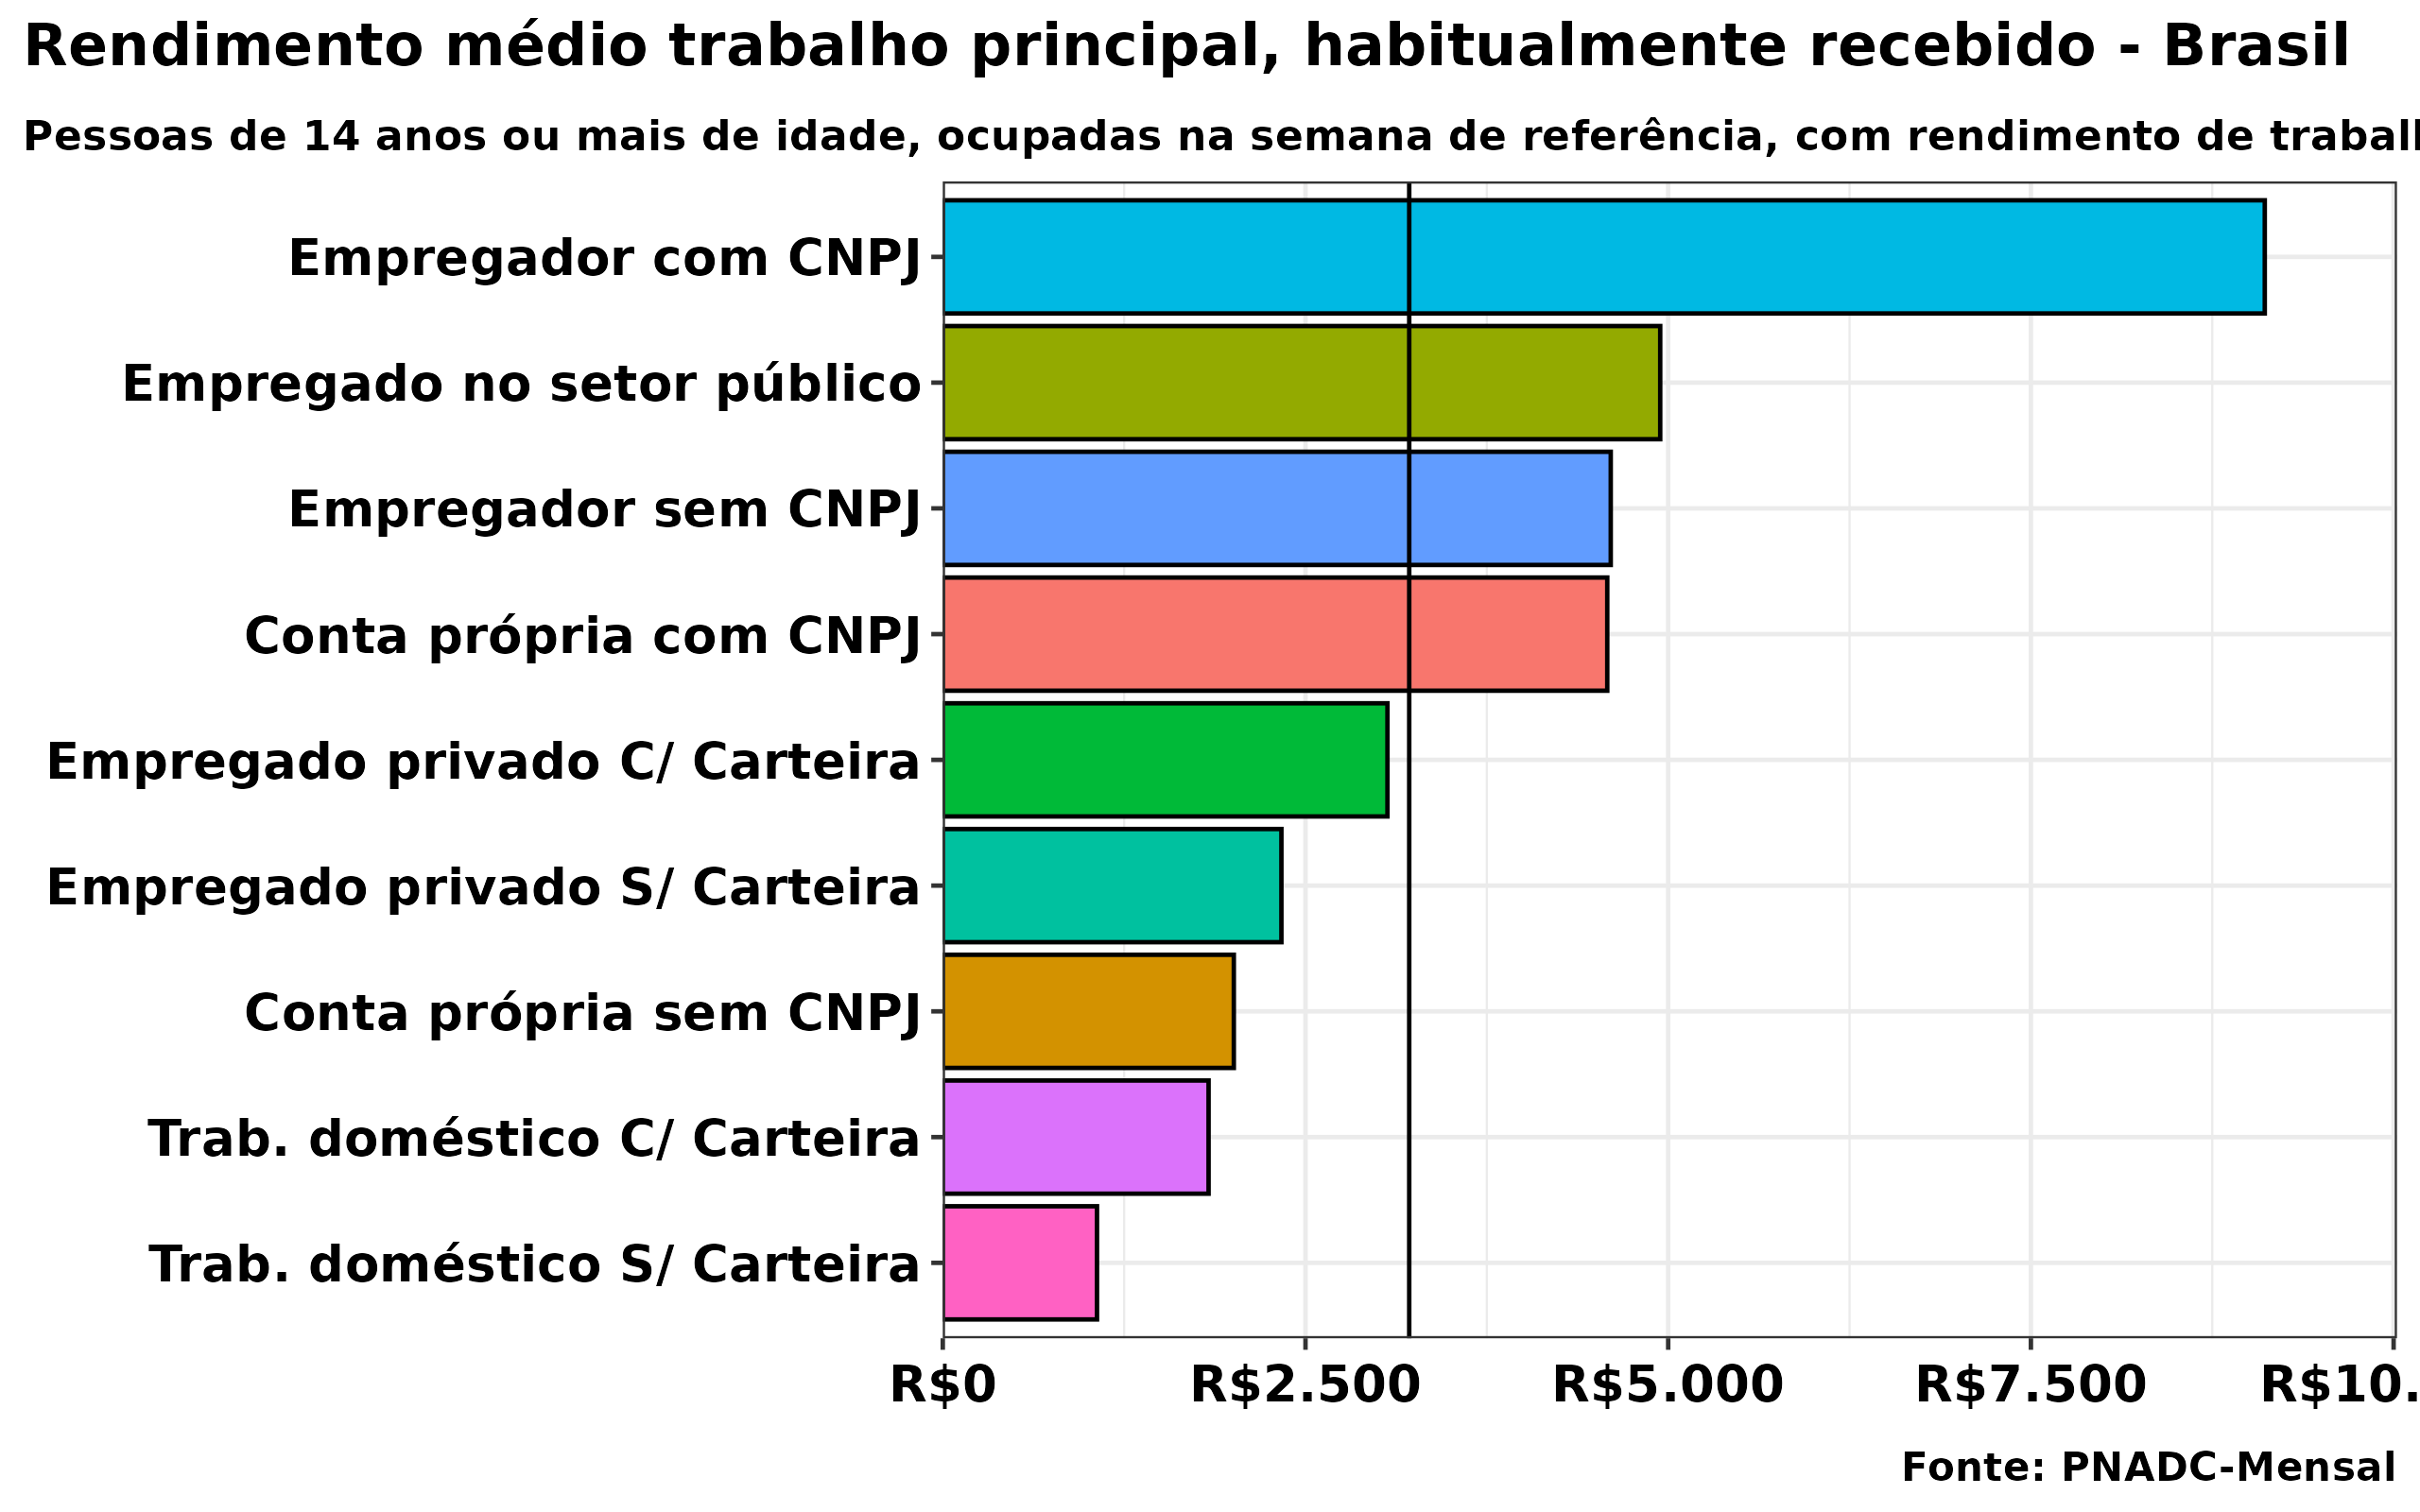 Rendimento médio trabalho principal, habitualmente recebido - Brasil
Pessoas de 14 anos ou mais de idade, ocupadas na semana de referência, com rendimento de
Empregador com CNPJ
Empregado no setor público
Empregador sem CNPJ
Conta própria com CNPJ
Empregado privado C/ Carteira
Empregado privado S/ Carteira
Conta própria sem CNPJ
Trab. doméstico C/ Carteira
Trab. doméstico S/ Carteira
R$0 R$2.500 R$5.000 R$7.500 R$10.
Fonte: PNADC-Mensal